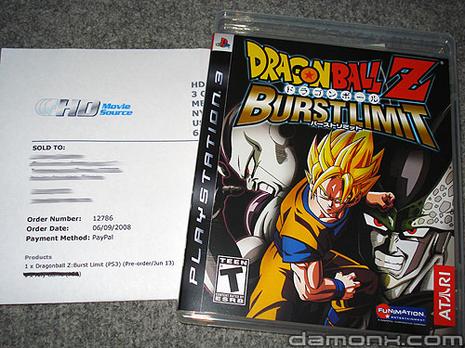 HD Movie
Source
HD
3 C
ME
NY
US
6
SOLD TO:
Order Number: 12786
Order Date: 06/09/2008
Payment Method: PayPal
Products
1 x Dragonball Z:Burst Limit (PS3) (Pre-order/Jun 13)
PLAYSTATION 3
DRAGONBALL Z
ドラゴンボール
BURST LIMIT
バーストリミット
TEEN
T
ESRB
FUNIMATION
ENTERTAINMENT
ATARI
damonx.com